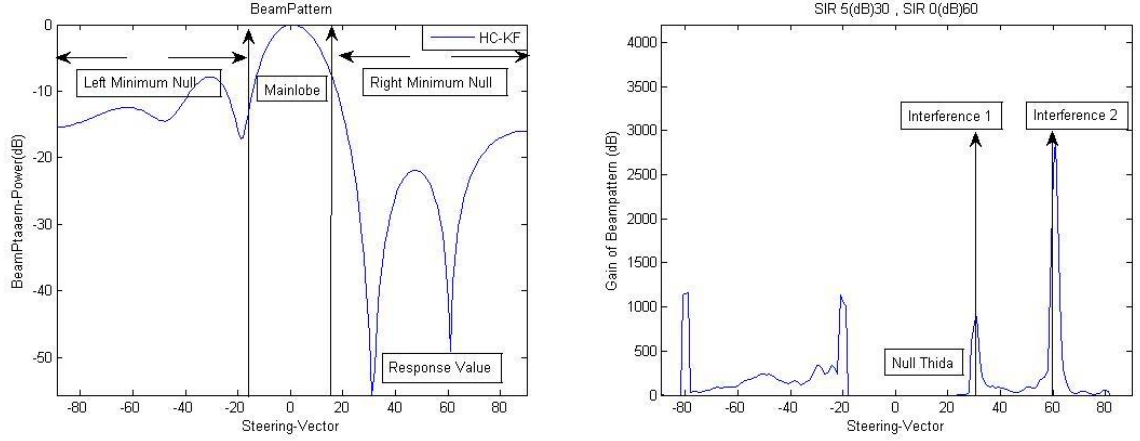 BeamPattern
0
-10
-20
-30
-40
-50
BeamPtaaern-Power(dB)
HC-KF
Left Minimum Null
Mainlobe
Right Minimum Null
Response Value
-80 -60 -40 -20 0 20 40 60 80
Steering-Vector
SIR 5(dB)30 , SIR 0(dB)60
4000
3500
3000
2500
2000
1500
1000
500
0
Gain of Beampattern (dB)
Interference 1
Interference 2
Null Thida
-80 -60 -40 -20 0 20 40 60 80
Steering-Vector